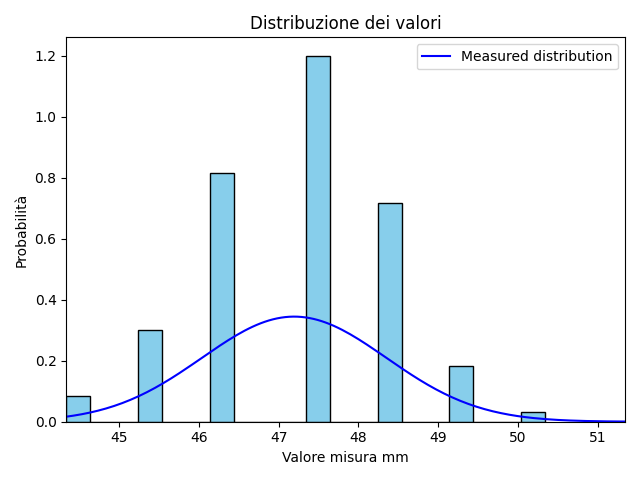 Distribuzione dei valori
Measured distribution
Probabilità
1.2
1.0
0.8
0.6
0.4
0.2
0.0
45 46 47 48 49 50 51
Valore misura mm